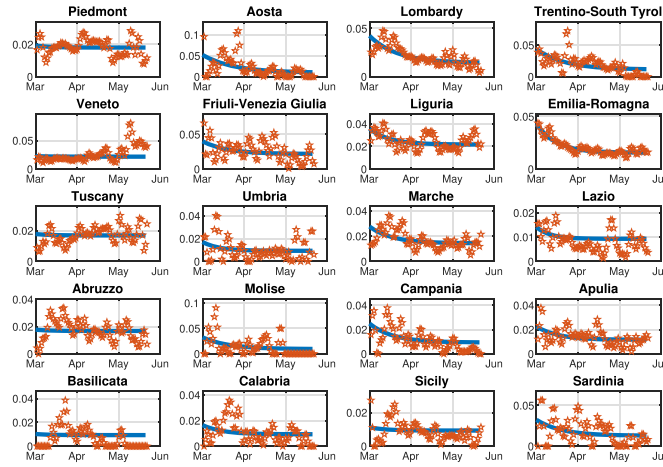 Piedmont Aosta Lombardy Trentino-South Tyrol
0.02 0 Mar Apr May Jun
0.1 0.05 0 Mar Apr May Jun
0.05 0 Mar Apr May Jun
0.05 0 Mar Apr May Jun
Veneto Friuli-Venezia Giulia Liguria Emilia-Romagna
0.05 0 Mar Apr May Jun
0.05 0 Mar Apr May Jun
0.04 0.02 0 Mar Apr May Jun
0.05 0 Mar Apr May Jun
Tuscany Umbria Marche Lazio
0.02 0 Mar Apr May Jun
0.04 0.02 0 Mar Apr May Jun
0.04 0.02 0 Mar Apr May Jun
0.02 0.01 0 Mar Apr May Jun
Abruzzo Molise Campania Apulia
0.04 0.02 0 Mar Apr May Jun
0.1 0.05 0 Mar Apr May Jun
0.04 0.02 0 Mar Apr May Jun
0.04 0.02 0 Mar Apr May Jun
Basilicata Calabria Sicily Sardinia
0.04 0.02 0 Mar Apr May Jun
0.04 0.02 0 Mar Apr May Jun
0.02 0 Mar Apr May Jun
0.05 0 Mar Apr May Jun